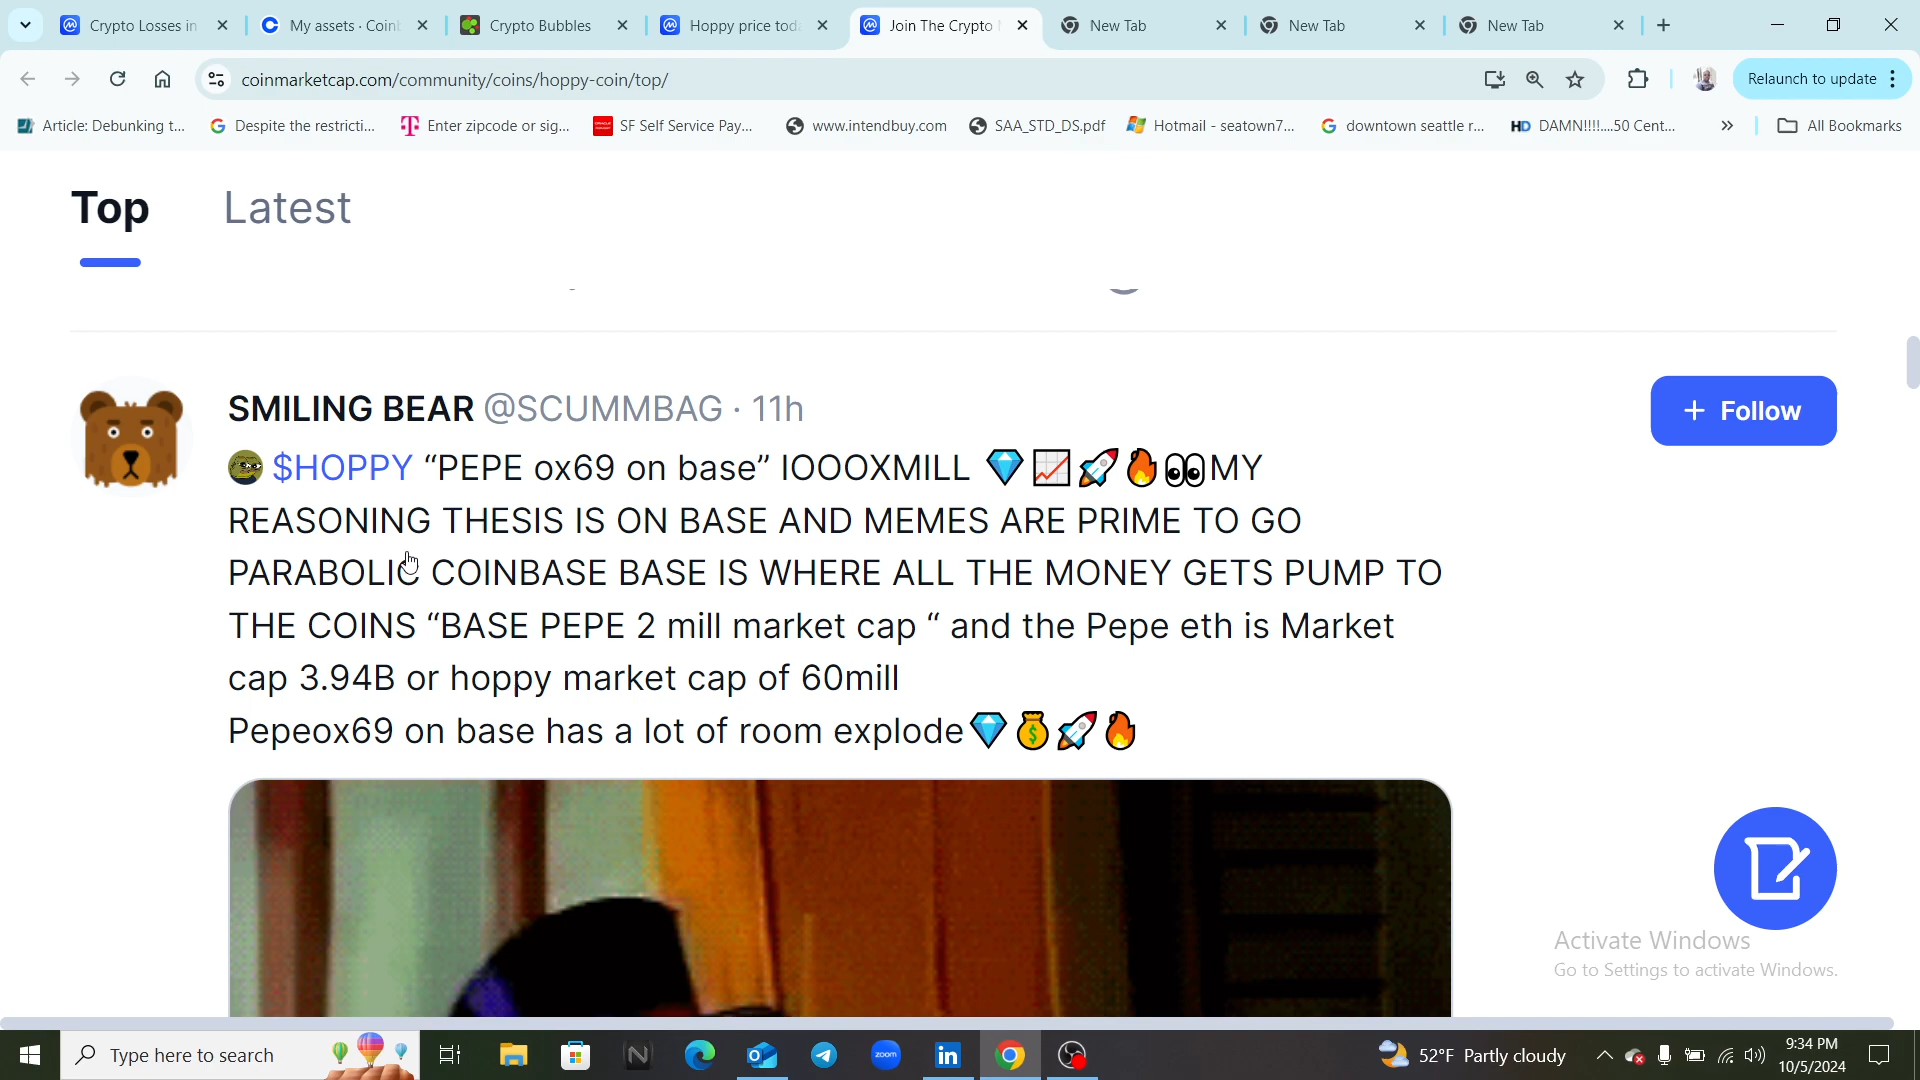 Crypto Losses in
My assets · Coin
Crypto Bubbles
Hoppy price toda
Join The Crypto
New Tab
New Tab
New Tab
coinmarketcap.com/community/coins/hoppy-coin/top/
Relaunch to update
Article: Debunking t...
Despite the restricti...
Enter zipcode or sig...
SF Self Service Pay...
www.intendbuy.com
SAA_STD_DS.pdf
Hotmail - seatown7...
downtown seattle r...
HD DAMN!!!!....50 Cent...
All Bookmarks
Top
Latest
SMILING BEAR @SCUMMBAG · 11h
+ Follow
$HOPPY “PEPE ox69 on base” IOOOXMILL 💎📈🚀🔥👀MY
REASONING THESIS IS ON BASE AND MEMES ARE PRIME TO GO
PARABOLIC COINBASE BASE IS WHERE ALL THE MONEY GETS PUMP TO
THE COINS “BASE PEPE 2 mill market cap “ and the Pepe eth is Market
cap 3.94B or hoppy market cap of 60mill
Pepeox69 on base has a lot of room explode💎💰🚀🔥
Activate Windows
Go to Settings to activate Windows.
Type here to search
zoom
52°F Partly cloudy
9:34 PM
10/5/2024